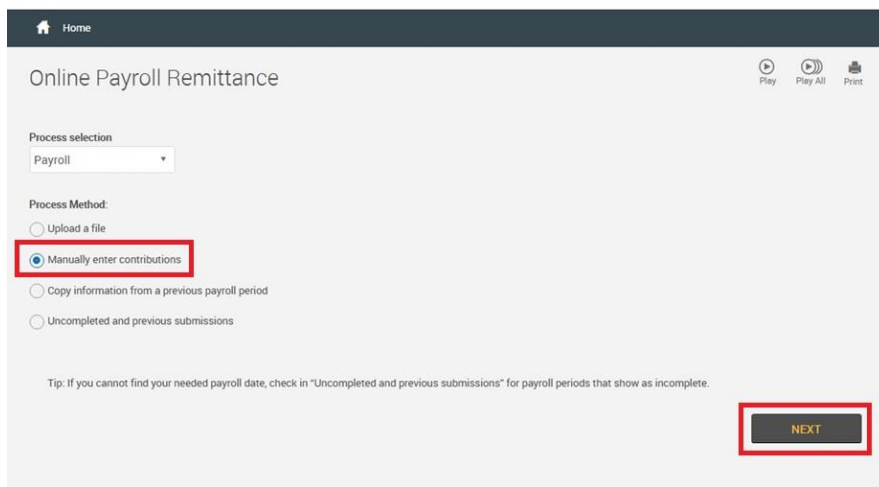 Home
Online Payroll Remittance
Play
Play All
Print
Process selection
Payroll
Process Method:
Upload a file
Manually enter contributions
Copy information from a previous payroll period
Uncompleted and previous submissions
Tip: If you cannot find your needed payroll date, check in "Uncompleted and previous submissions" for payroll periods that show as incomplete.
NEXT